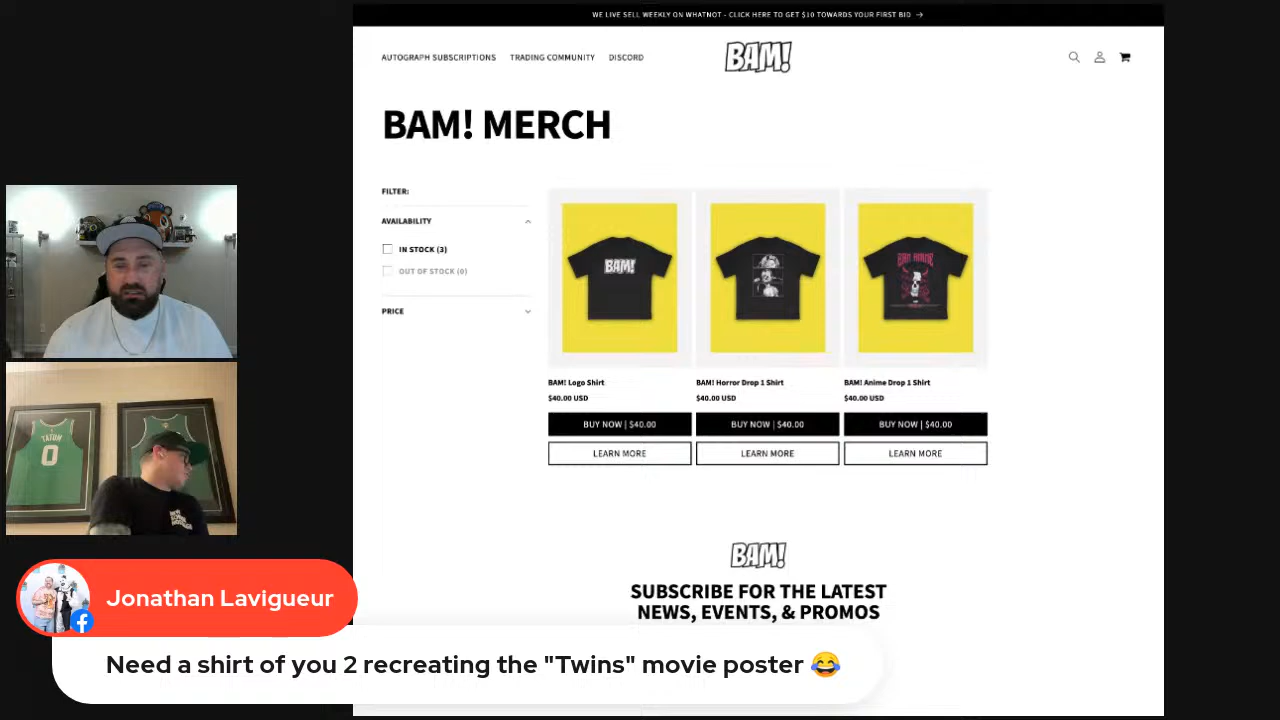 WE LIVE SELL WEEKLY ON WHATNOT - CLICK HERE TO GET $10 TOWARDS YOUR FIRST BID →
AUTOGRAPH SUBSCRIPTIONS TRADING COMMUNITY DISCORD
BAM!
BAM! MERCH
FILTER:
AVAILABILITY
IN STOCK (3)
OUT OF STOCK (0)
PRICE
BAM!
BAM! ANIME
BAM! Logo Shirt
$40.00 USD
BUY NOW | $40.00
LEARN MORE
BAM! Horror Drop 1 Shirt
$40.00 USD
BUY NOW | $40.00
LEARN MORE
BAM! Anime Drop 1 Shirt
$40.00 USD
BUY NOW | $40.00
LEARN MORE
TATUM
0
BAM!
SUBSCRIBE FOR THE LATEST
NEWS, EVENTS, & PROMOS
Jonathan Lavigueur
Need a shirt of you 2 recreating the "Twins" movie poster 😂